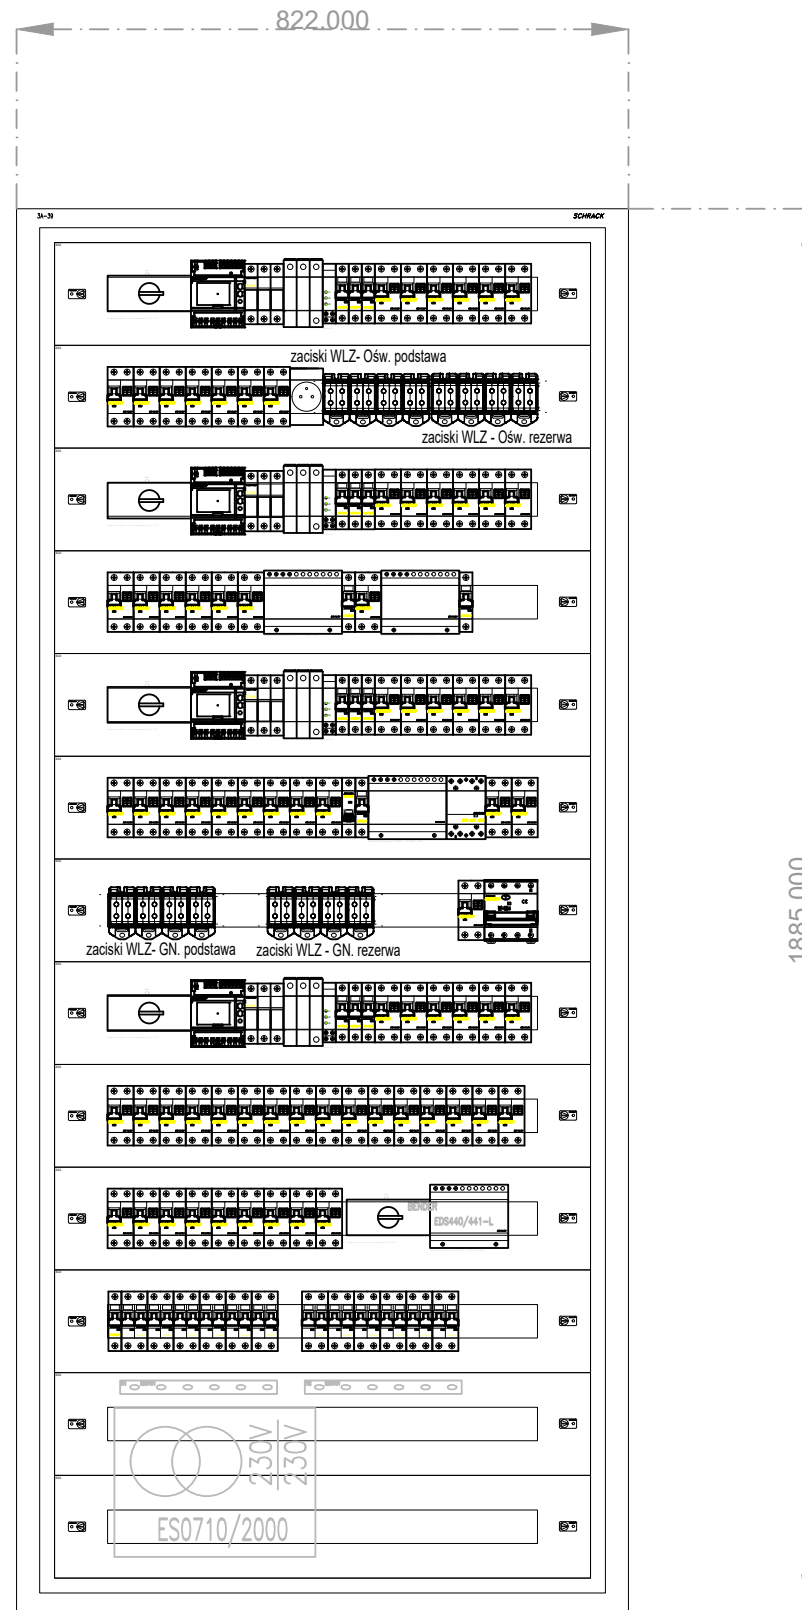 822.000
3A-39
SCHRACK
zaciski WLZ- Ośw. podstawa
zaciski WLZ - Ośw. rezerwa
1885.000
zaciski WLZ- GN. podstawa
zaciski WLZ - GN. rezerwa
BENDER
EDS440/441-L
230V
230V
ES0710/2000